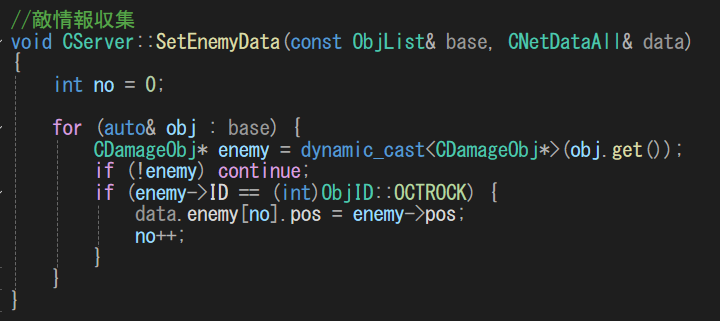 //敵情報収集
void CServer::SetEnemyData(const ObjList& base, CNetDataAll& data)
{
int no = 0;
for (auto& obj : base) {
CDamageObj* enemy = dynamic_cast<CDamageObj*>(obj.get());
if (!enemy) continue;
if (enemy->ID == (int)ObjID::OCTROCK) {
data.enemy[no].pos = enemy->pos;
no++;
}
}
}